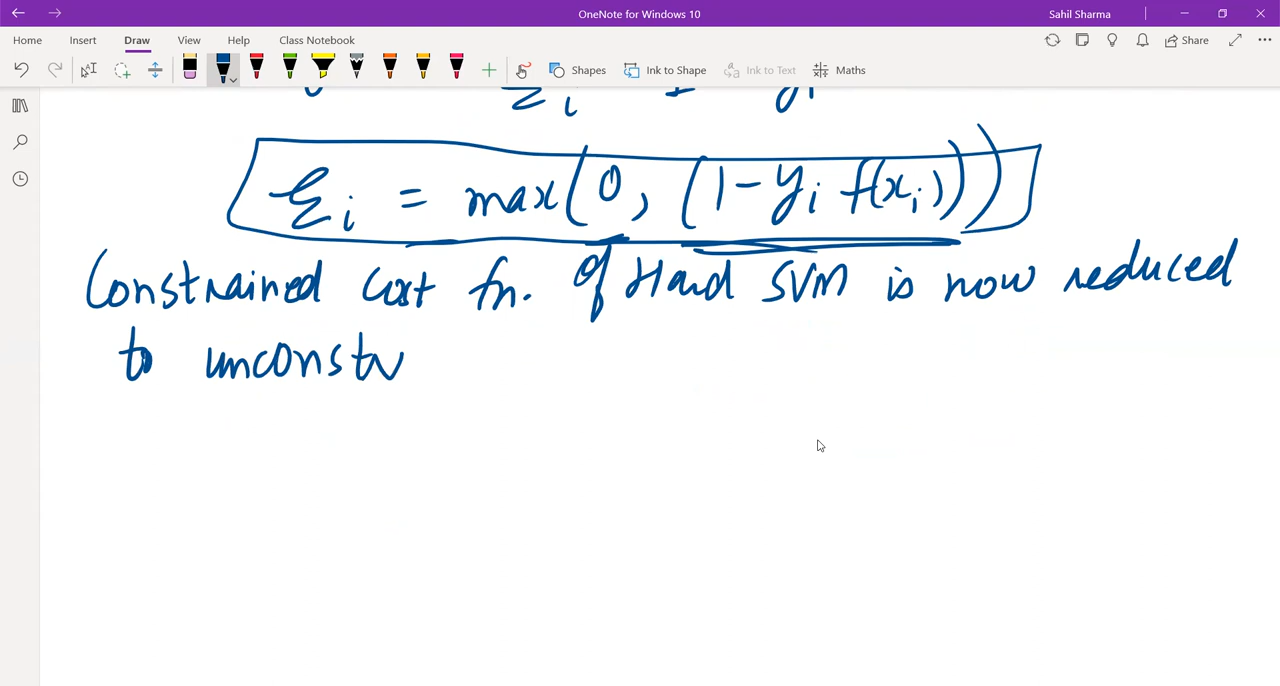 OneNote for Windows 10
Sahil Sharma
Home Insert Draw View Help Class Notebook
Share
Shapes Ink to Shape Ink to Text Maths
ξi = max(0, (1-yi f(xi)))
Constrained cost fn. of Hard SVM is now reduced
to unconstr